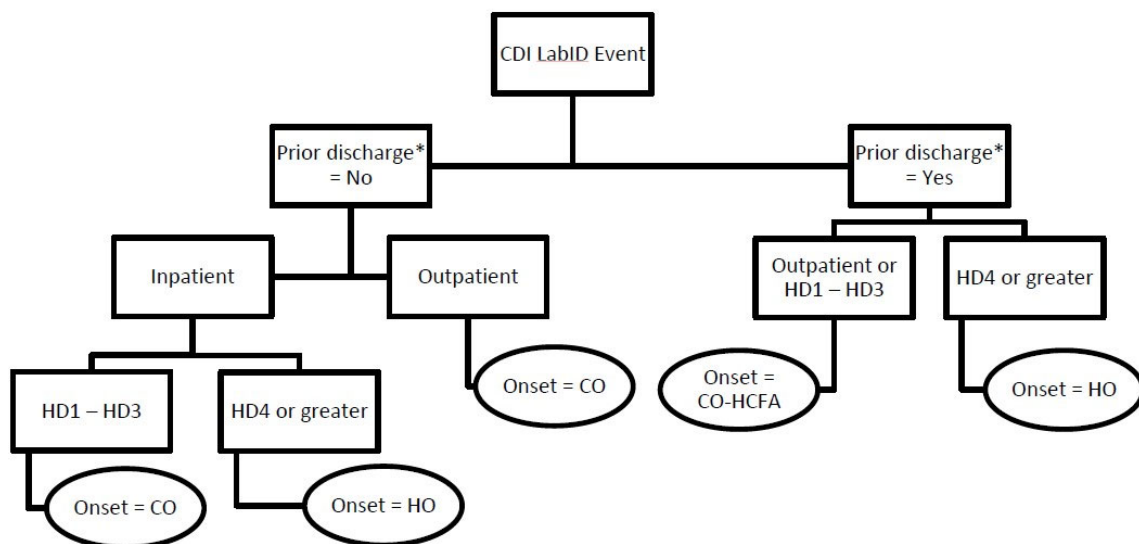 CDI LabID Event
Prior discharge*
= No
Prior discharge*
= Yes
Inpatient
Outpatient
Outpatient or
HD1 – HD3
HD4 or greater
HD1 – HD3
HD4 or greater
Onset = CO
Onset =
CO-HCFA
Onset = HO
Onset = CO
Onset = HO